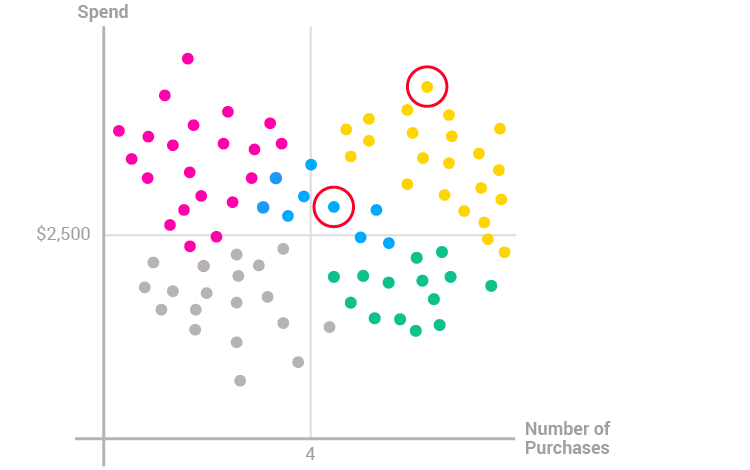 Spend
$2,500
4
Number of
Purchases